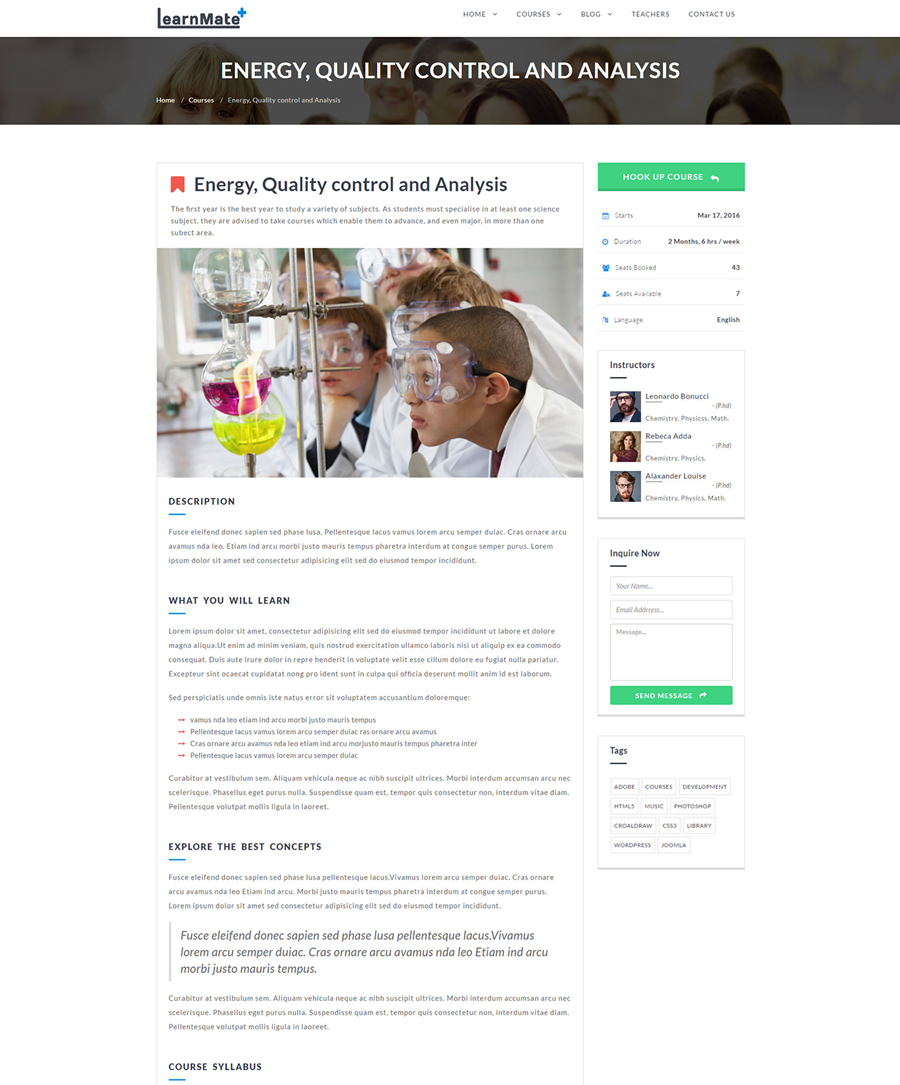 LearnMate+
HOME
COURSES
BLOG
TEACHERS
CONTACT US
ENERGY, QUALITY CONTROL AND ANALYSIS
Home / Courses / Energy, Quality control and Analysis
Energy, Quality control and Analysis
The first year is the best year to study a variety of subjects. As students must specialise in at least one science
subject, they are advised to take courses which enable them to advance, and even major, in more than one
subect area.
DESCRIPTION
Fusce eleifend donec sapien sed phase lusa. Pellentesque lacus vamus lorem arcu semper duiac. Cras ornare arcu
avamus nda leo. Etiam ind arcu morbi justo mauris tempus pharetra interdum at congue semper purus. Lorem
ipsum dolor sit amet sed consectetur adipisicing elit sed do eiusmod tempor incididunt.
WHAT YOU WILL LEARN
Lorem ipsum dolor sit amet, consectetur adipisicing elit sed do eiusmod tempor incididunt ut labore et dolore
magna aliqua.Ut enim ad minim veniam, quis nostrud exercitation ullamco laboris nisi ut aliquip ex ea commodo
consequat. Duis aute irure dolor in repre henderit in voluptate velit esse cillum dolore eu fugiat nulla pariatur.
Excepteur sint ocaecat cupidatat nong pro ident sunt in culpa qui officia deserunt mollit anim id est laborum.
Sed perspiciatis unde omnis iste natus error sit voluptatem accusantium doloremque:
vamus nda leo etiam ind arcu morbi justo mauris tempus
Pellentesque lacus vamus lorem arcu semper duiac ras ornare arcu avamus
Cras ornare arcu avamus nda leo etiam ind arcu morjusto mauris tempus pharetra inter
Pellentesque lacus vamus lorem arcu semper duiac
Curabitur at vestibulum sem. Aliquam vehicula neque ac nibh suscipit ultrices. Morbi interdum accumsan arcu nec
scelerisque. Phasellus eget purus nulla. Suspendisse quam est, tempor quis consectetur non, interdum vitae diam.
Pellentesque volutpat mollis ligula in laoreet.
EXPLORE THE BEST CONCEPTS
Fusce eleifend donec sapien sed phase lusa pellentesque lacus.Vivamus lorem arcu semper duiac. Cras ornare
arcu avamus nda leo Etiam ind arcu. Morbi justo mauris tempus pharetra interdum at congue semper purus.
Lorem ipsum dolor sit amet sed consectetur adipisicing elit sed do eiusmod tempor incididunt.
Fusce eleifend donec sapien sed phase lusa pellentesque lacus.Vivamus
lorem arcu semper duiac. Cras ornare arcu avamus nda leo Etiam ind arcu
morbi justo mauris tempus.
Curabitur at vestibulum sem. Aliquam vehicula neque ac nibh suscipit ultrices. Morbi interdum accumsan arcu nec
scelerisque. Phasellus eget purus nulla. Suspendisse quam est, tempor quis consectetur non, interdum vitae diam.
Pellentesque volutpat mollis ligula in laoreet.
COURSE SYLLABUS
HOOK UP COURSE
Starts Mar 17, 2016
Duration 2 Months, 6 hrs / week
Seats Booked 43
Seats Available 7
Language English
Instructors
Leonardo Bonucci
- (P.hd)
Chemistry, Physicss, Math.
Rebeca Adda
- (P.hd)
Chemistry, Physics.
Alaxander Louise
- (P.hd)
Chemistry, Physics, Math.
Inquire Now
Your Name...
Email Addrress...
Message...
SEND MESSAGE
Tags
ADOBE COURSES DEVELOPMENT
HTML5 MUSIC PHOTOSHOP
CROALDRAW CSS3 LIBRARY
WORDPRESS JOOMLA